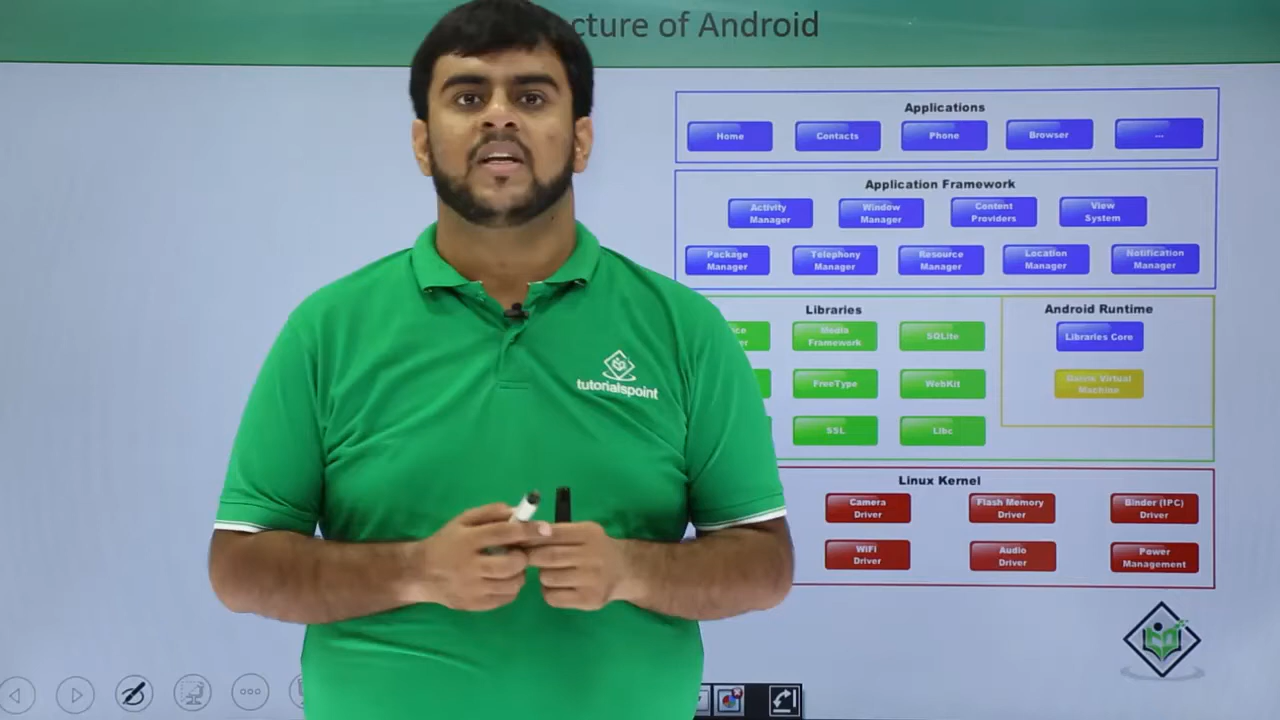 cture of Android
Applications
Home
Contacts
Phone
Browser
...
Application Framework
Activity
Manager
Window
Manager
Content
Providers
View
System
Package
Manager
Telephony
Manager
Resource
Manager
Location
Manager
Notification
Manager
Libraries
Android Runtime
Media
Framework
SQLite
Libraries Core
FreeType
WebKit
Machine
SSL
Libc
Linux Kernel
Camera
Driver
Flash Memory
Driver
Binder (IPC)
Driver
WiFi
Driver
Audio
Driver
Power
Management
tutorialspoint